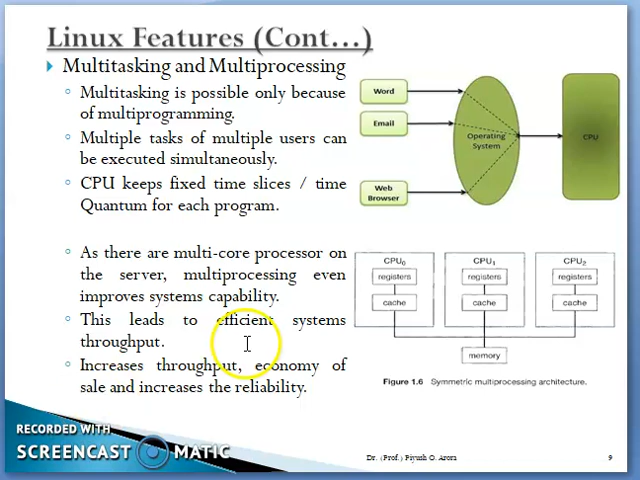 Linux Features (Cont…)
Multitasking and Multiprocessing
Multitasking is possible only because
of multiprogramming.
Multiple tasks of multiple users can
be executed simultaneously.
CPU keeps fixed time slices / time
Quantum for each program.
As there are multi-core processor on
the server, multiprocessing even
improves systems capability.
This leads to efficient systems
throughput.
Increases throughput, economy of
sale and increases the reliability.
Word
Email
Web
Browser
Operating
System
CPU
CPU0
registers
cache
CPU1
registers
cache
CPU2
registers
cache
memory
Figure 1.6 Symmetric multiprocessing architecture.
RECORDED WITH
SCREENCAST MATIC
Dr. (Prof.) Piyush O. Arora
9